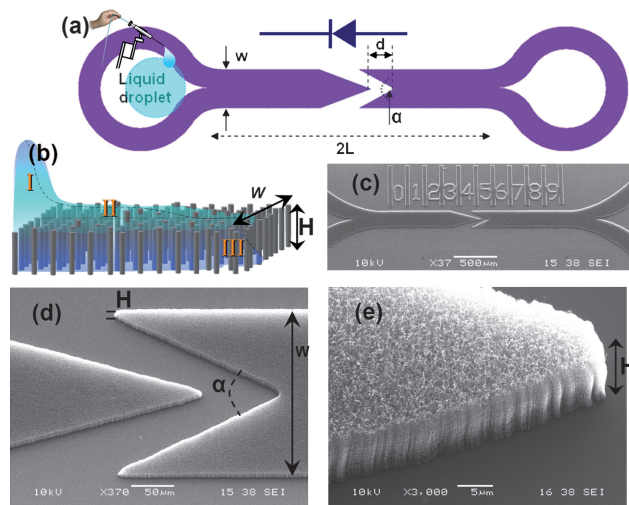 (a)
w
d
Liquid
droplet
α
2L
(b)
I
II
III
W
H
(c)
0 1 2 3 4 5 6 7 8 9
10kV X37 500μm 15 38 SEI
(d)
H
w
α
10kV X370 50μm 15 38 SEI
(e)
H
10kV X3,000 5μm 16 38 SEI